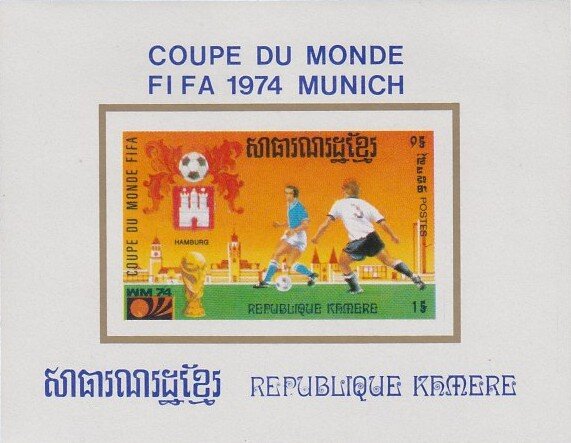 COUPE DU MONDE
FIFA 1974 MUNICH
COUPE DU MONDE FIFA
សាធារណរដ្ឋខ្មែរ
១៛
POSTES
3
HAMBURG
WM 74
REPUBLIQUE KHMERE
1៛
សាធារណរដ្ឋខ្មែរ
REPUBLIQUE KHMERE